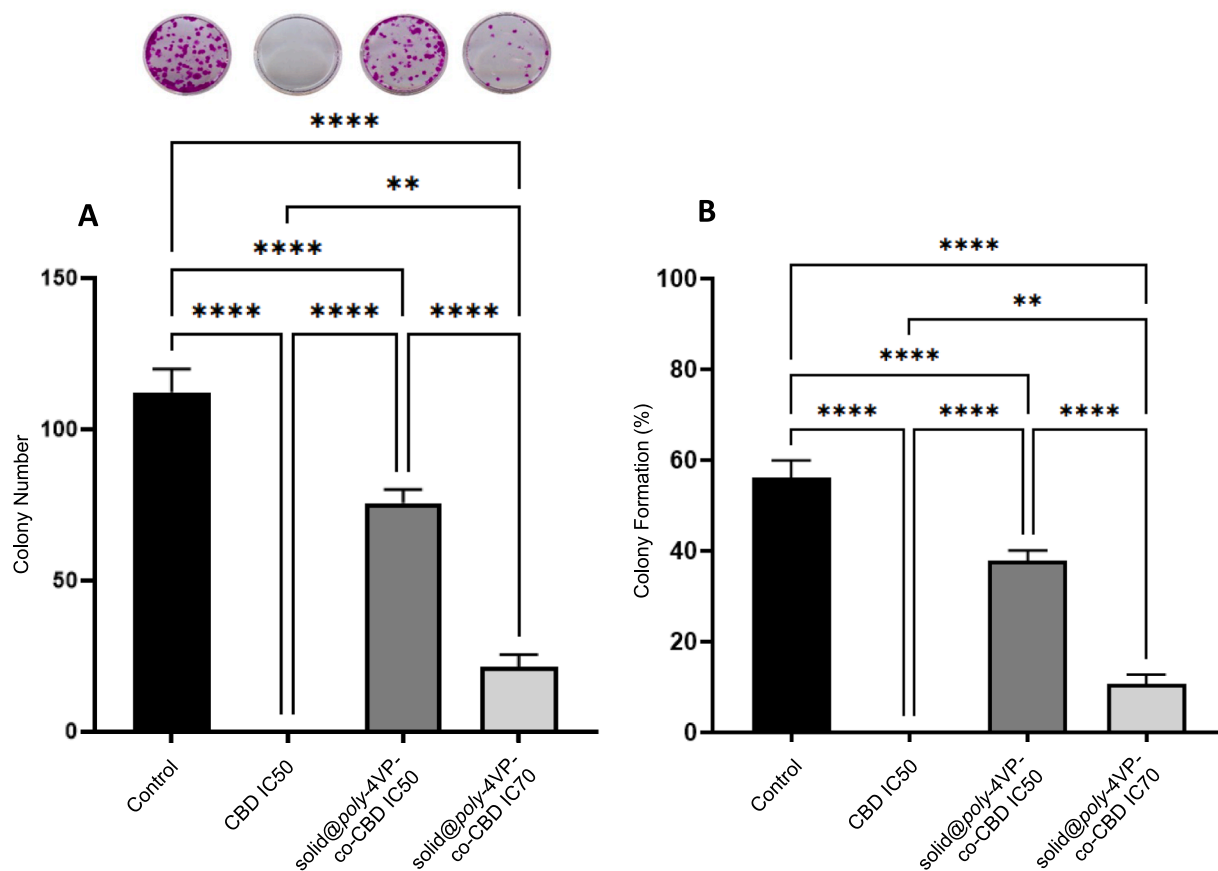 ****
**
A
****
150
**** **** ****
100
50
0
Colony Number
Control
CBD IC50
solid@poly-4VP-
co-CBD IC50
solid@poly-4VP-
co-CBD IC70
B
****
100
**
****
80
**** **** ****
60
40
20
0
Colony Formation (%)
Control
CBD IC50
solid@poly-4VP-
co-CBD IC50
solid@poly-4VP-
co-CBD IC70